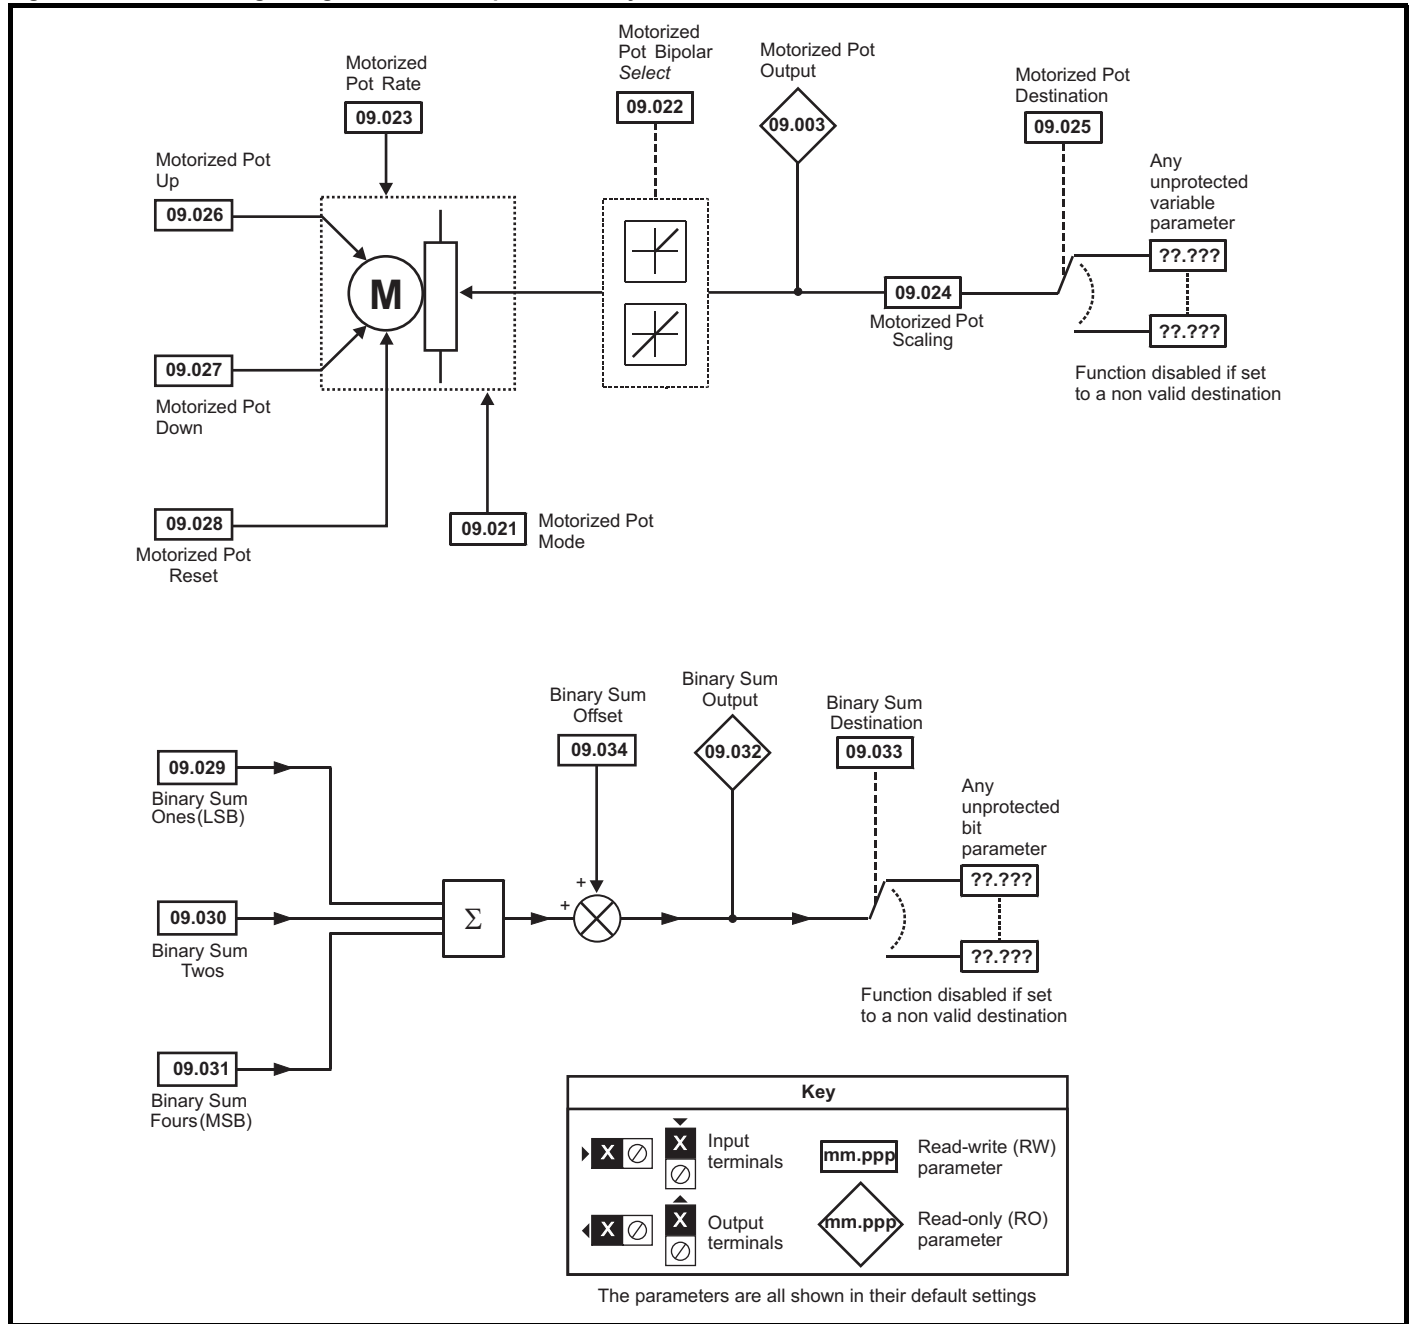 Motorized
Pot Rate
09.023
Motorized
Pot Bipolar
Select
09.022
Motorized Pot
Output
09.003
Motorized Pot
Destination
09.025
Any
unprotected
variable
parameter
??.???
??.???
Function disabled if set
to a non valid destination
Motorized Pot
Up
09.026
M
09.024
Motorized Pot
Scaling
09.027
Motorized Pot
Down
09.028
Motorized Pot
Reset
09.021
Motorized Pot
Mode
Binary Sum
Offset
09.034
Binary Sum
Output
09.032
Binary Sum
Destination
09.033
09.029
Binary Sum
Ones(LSB)
Any
unprotected
bit
parameter
??.???
??.???
Function disabled if set
to a non valid destination
+
+
Σ
09.030
Binary Sum
Twos
09.031
Binary Sum
Fours(MSB)
Key
X
X
Input
terminals
mm.ppp
Read-write (RW)
parameter
X
X
Output
terminals
mm.ppp
Read-only (RO)
parameter
The parameters are all shown in their default settings